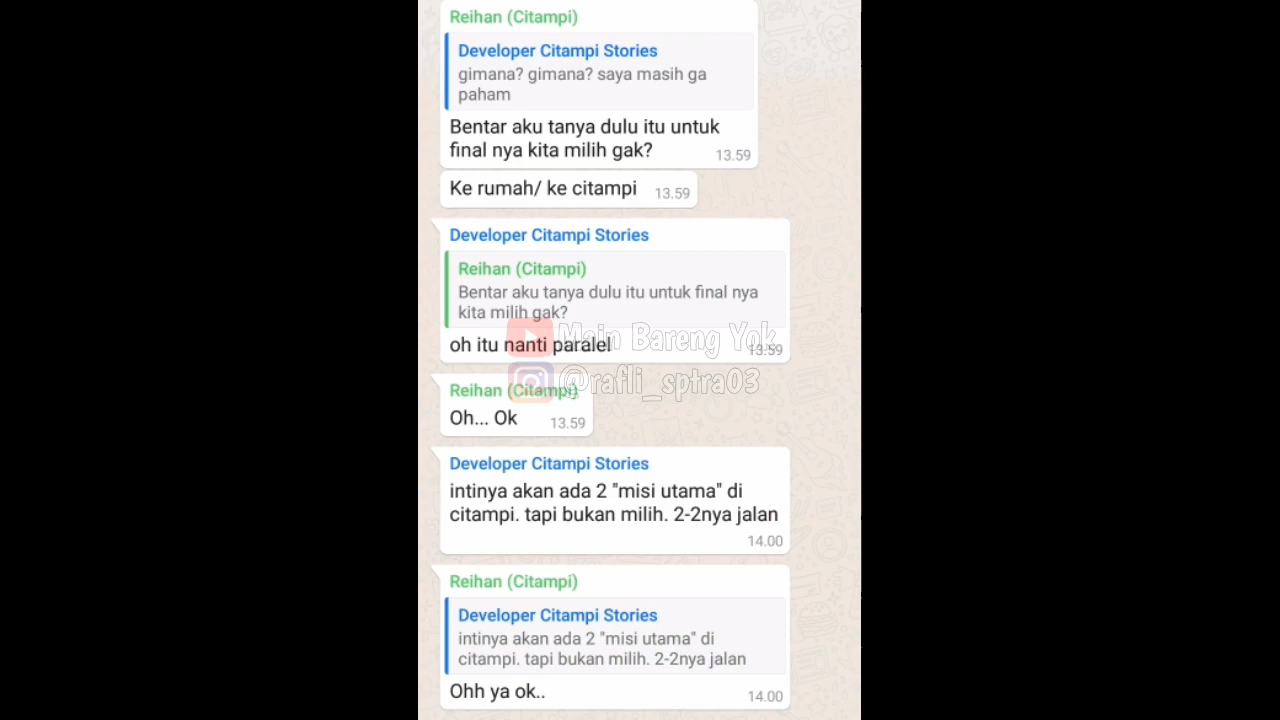 Reihan (Citampi)
Developer Citampi Stories
gimana? gimana? saya masih ga
paham
Bentar aku tanya dulu itu untuk
final nya kita milih gak?
13.59
Ke rumah/ ke citampi
13.59
Developer Citampi Stories
Reihan (Citampi)
Bentar aku tanya dulu itu untuk final nya
kita milih gak?
Main Bareng Yok
oh itu nanti paralel
13.59
@rafli_sptra03
Reihan (Citampi)
Oh... Ok
13.59
Developer Citampi Stories
intinya akan ada 2 "misi utama" di
citampi. tapi bukan milih. 2-2nya jalan
14.00
Reihan (Citampi)
Developer Citampi Stories
intinya akan ada 2 "misi utama" di
citampi. tapi bukan milih. 2-2nya jalan
Ohh ya ok..
14.00